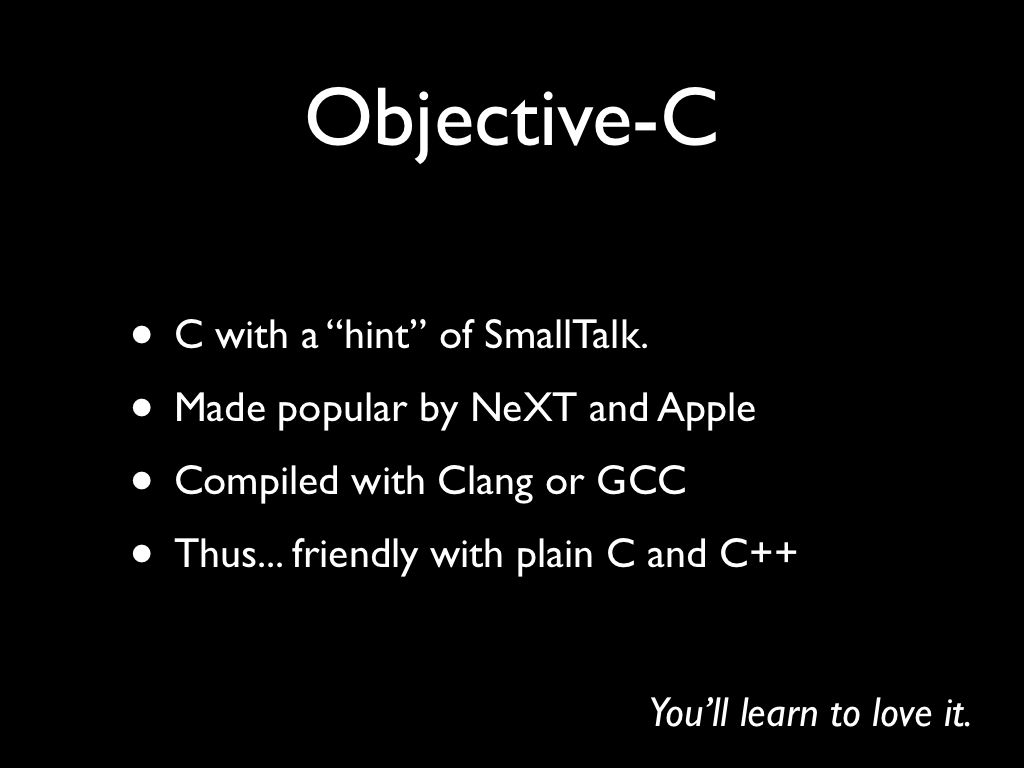 Objective-C
• C with a “hint” of SmallTalk.
• Made popular by NeXT and Apple
• Compiled with Clang or GCC
• Thus... friendly with plain C and C++
You’ll learn to love it.